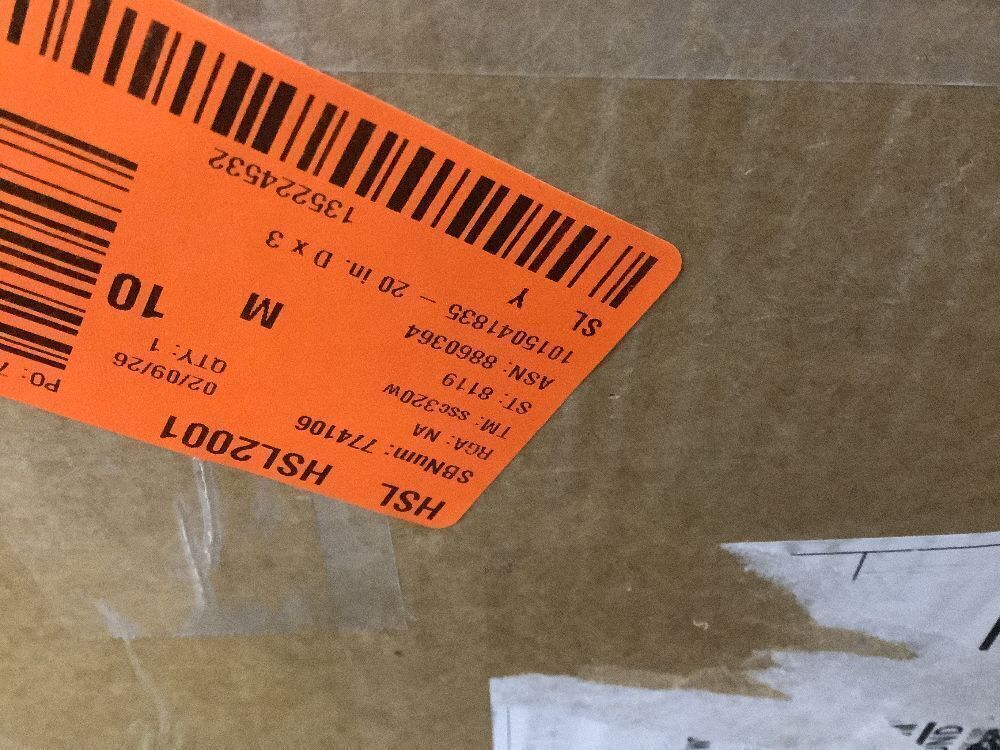 HSL HSL2001 PO: 7
SBNum: 774106 02/09/26
RGA: NA QTY: 1
TM: ssc320w
ST: 8119 M 10
ASN: 8860364
1015041835 – 20 in. D x 3
SL Y
135224532